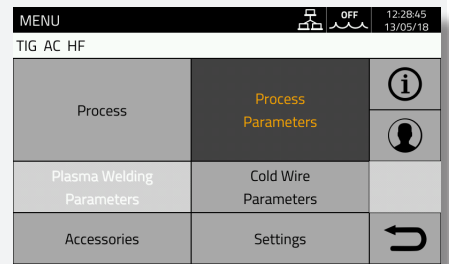 MENU
OFF
12:28:45
13/05/18
TIG AC HF
Process
Process
Parameters
Plasma Welding
Parameters
Cold Wire
Parameters
Accessories
Settings